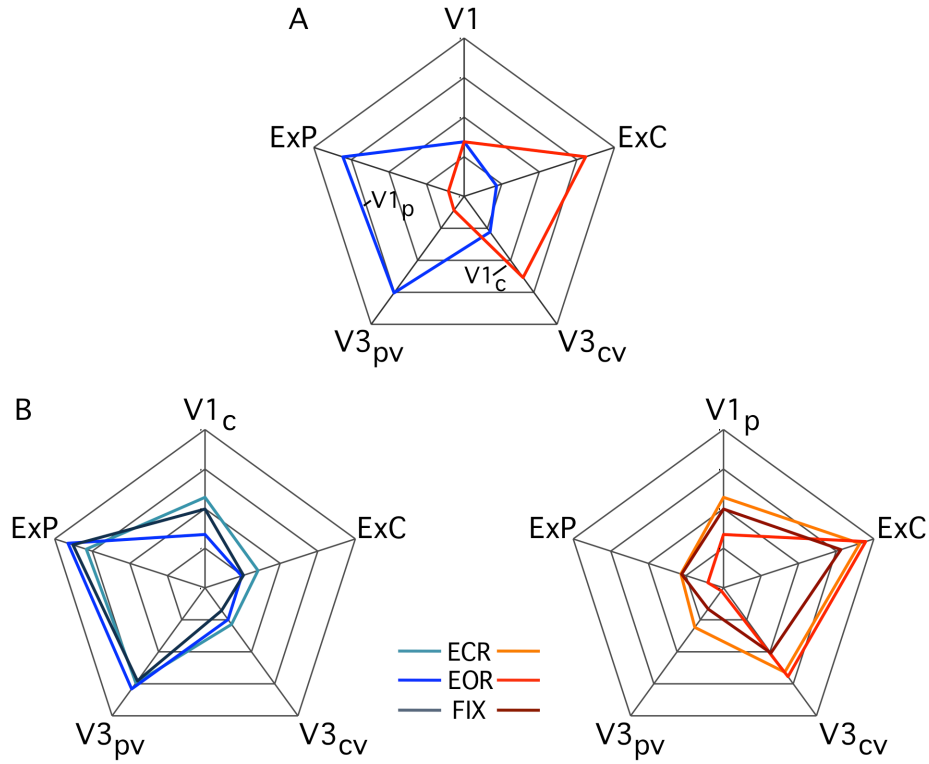 A
V1
ExP
ExC
V1p
V1c
V3pv
V3cv
B
V1c
V1p
ExP
ExC
ExP
ExC
ECR
EOR
FIX
V3pv
V3cv
V3pv
V3cv